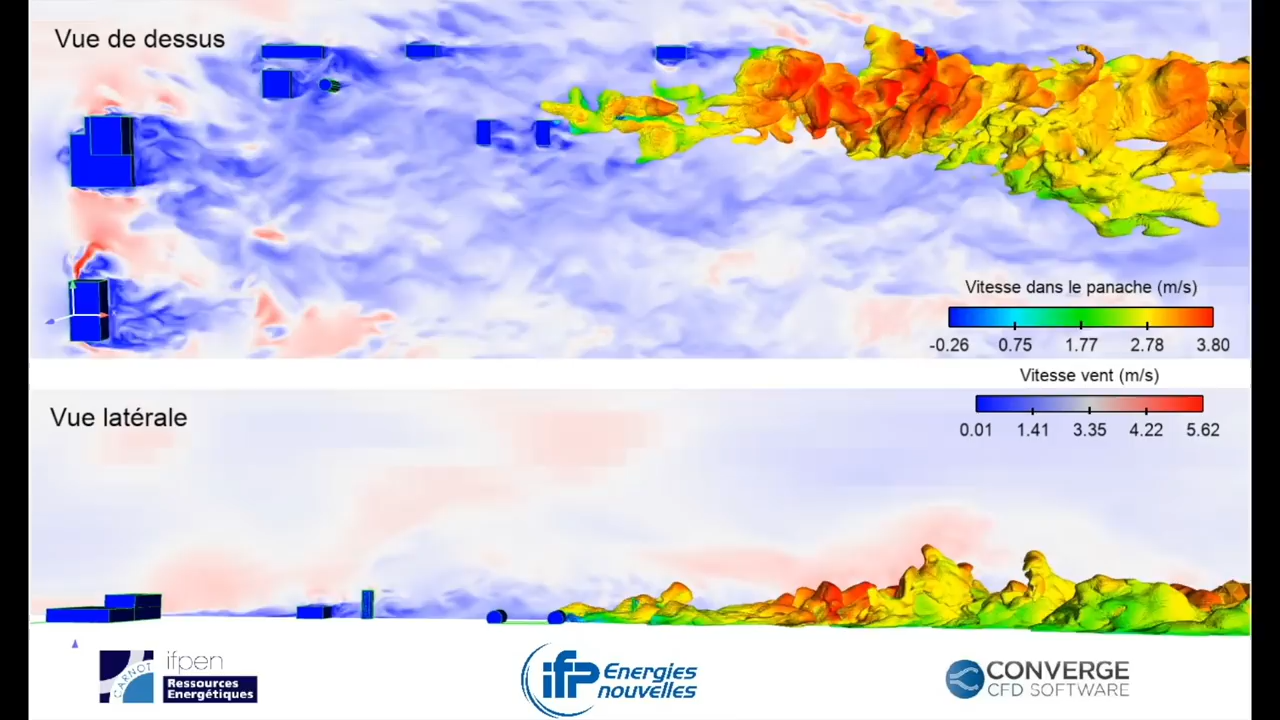 Vue de dessus
Vitesse dans le panache (m/s)
-0.26 0.75 1.77 2.78 3.80
Vitesse vent (m/s)
0.01 1.41 3.35 4.22 5.62
Vue latérale
CARNOT
ifpen
Ressources
Energétiques
ifp Energies
nouvelles
CONVERGE
CFD SOFTWARE